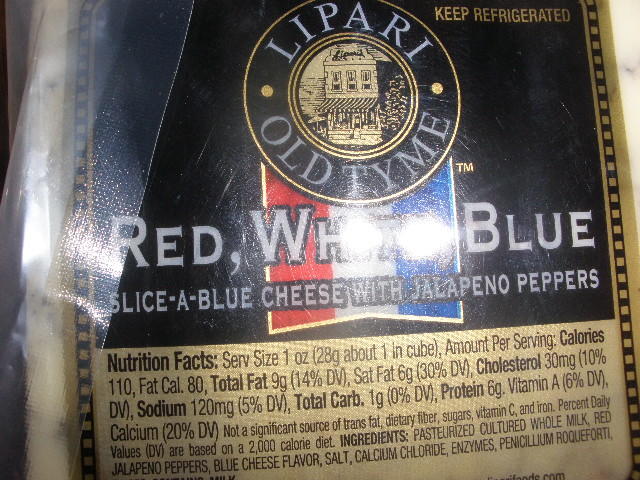 KEEP REFRIGERATED
LIPARI
Lipari
OLD TYME
TM
RED, WHITE, BLUE
SLICE-A-BLUE CHEESE WITH JALAPENO PEPPERS
Nutrition Facts: Serv Size 1 oz (28g about 1 in cube), Amount Per Serving: Calories
110, Fat Cal. 80, Total Fat 9g (14% DV), Sat Fat 6g (30% DV), Cholesterol 30mg (10%
DV), Sodium 120mg (5% DV), Total Carb. 1g (0% DV), Protein 6g. Vitamin A (6% DV),
Calcium (20% DV) Not a significant source of trans fat, dietary fiber, sugars, vitamin C, and iron. Percent Daily
Values (DV) are based on a 2,000 calorie diet. INGREDIENTS: PASTEURIZED CULTURED WHOLE MILK, RED
JALAPENO PEPPERS, BLUE CHEESE FLAVOR, SALT, CALCIUM CHLORIDE, ENZYMES, PENICILLIUM ROQUEFORTI,
CONTAINS MILK